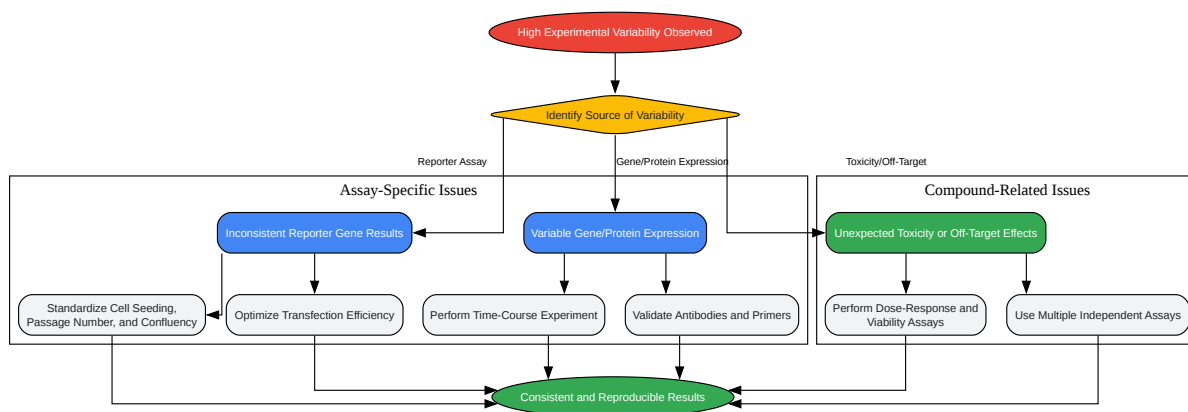 High Experimental Variability Observed
Identify Source of Variability
Reporter Assay
Gene/Protein Expression
Toxicity/Off-Target
Assay-Specific Issues
Compound-Related Issues
Inconsistent Reporter Gene Results
Variable Gene/Protein Expression
Unexpected Toxicity or Off-Target Effects
Standardize Cell Seeding,
Passage Number, and Confluency
Optimize Transfection Efficiency
Perform Time-Course Experiment
Validate Antibodies and Primers
Perform Dose-Response and
Viability Assays
Use Multiple Independent Assays
Consistent and Reproducible Results